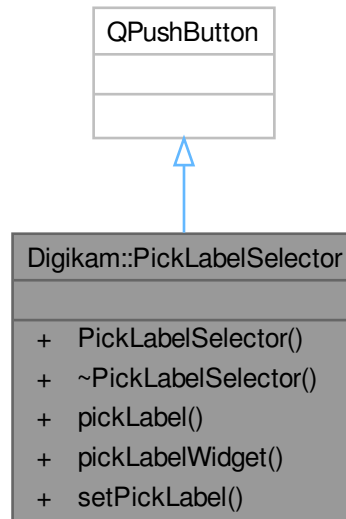 QPushButton
Digikam::PickLabelSelector
+ PickLabelSelector()
+ ~PickLabelSelector()
+ pickLabel()
+ pickLabelWidget()
+ setPickLabel()